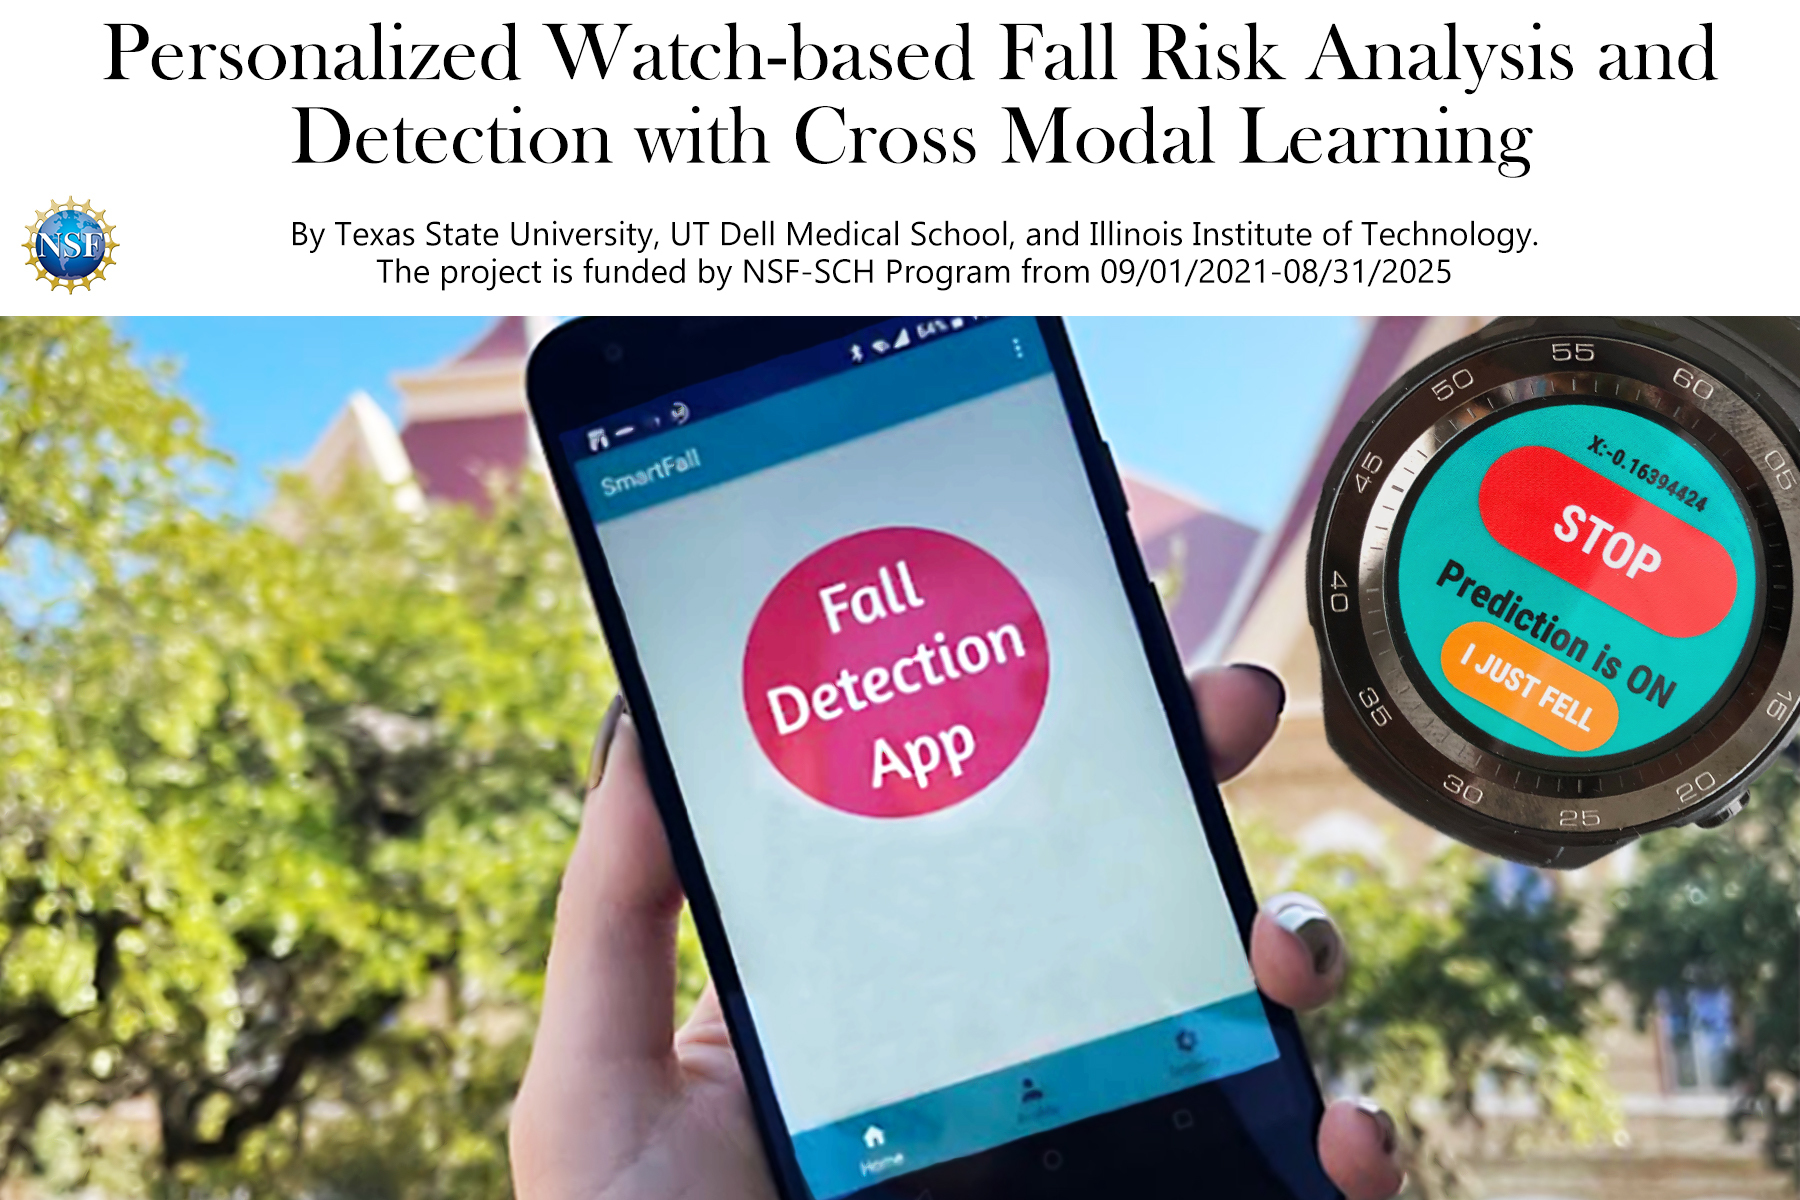 Personalized Watch-based Fall Risk Analysis and
Detection with Cross Modal Learning
NSF
By Texas State University, UT Dell Medical School, and Illinois Institute of Technology.
The project is funded by NSF-SCH Program from 09/01/2021-08/31/2025
64%
SmartFall
Fall
Detection
App
Home
55
60
05
15
20
25
30
35
40
45
50
X:-0.16394424
STOP
Prediction is ON
I JUST FELL